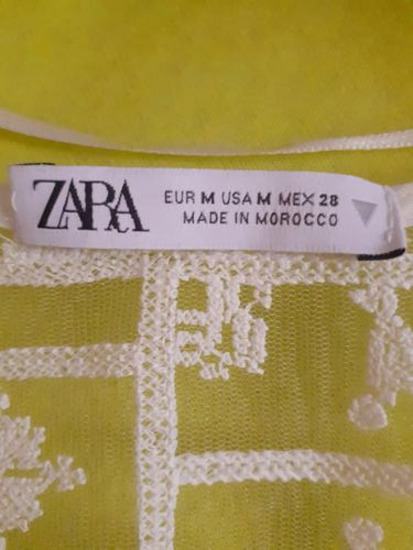 ZARA
EUR M USA M MEX 28
MADE IN MOROCCO